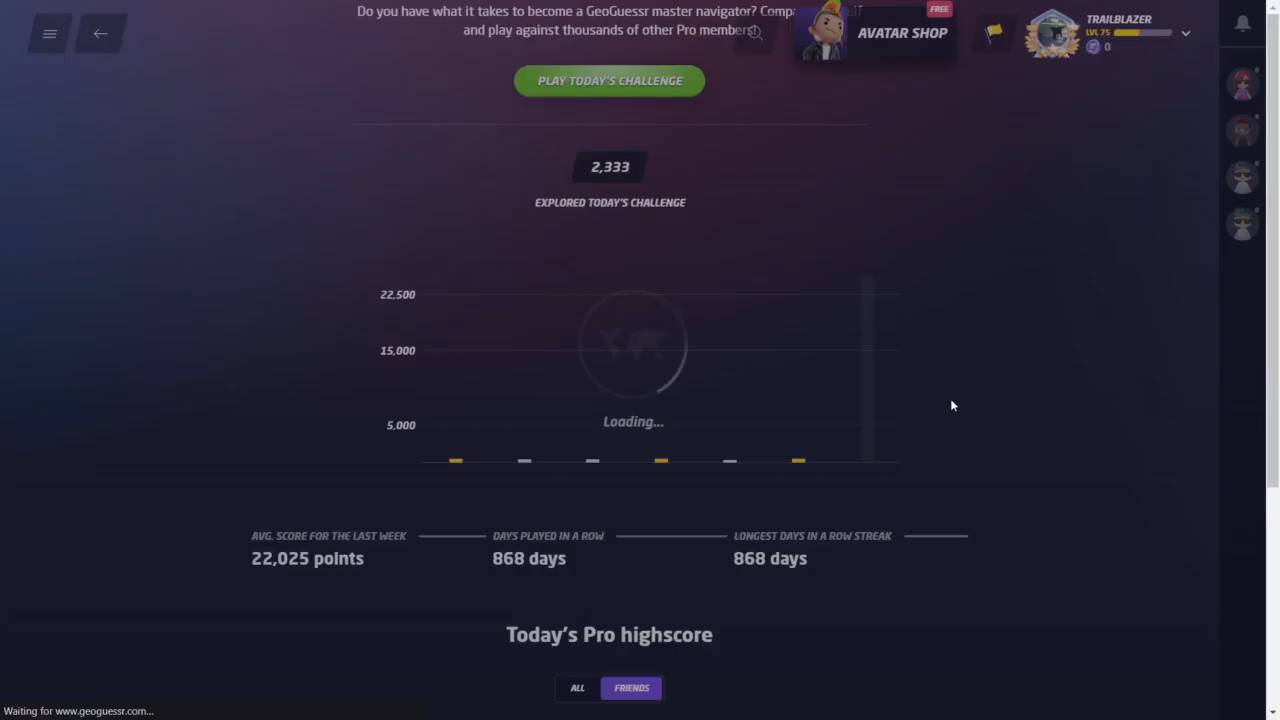 Do you have what it takes to become a GeoGuessr master navigator?
and play against thousands of other Pro members!
FREE
AVATAR SHOP
TRAILBLAZER
LVL 75
0
PLAY TODAY'S CHALLENGE
2,333
EXPLORED TODAY'S CHALLENGE
22,500
15,000
5,000
Loading...
AVG. SCORE FOR THE LAST WEEK
22,025 points
DAYS PLAYED IN A ROW
868 days
LONGEST DAYS IN A ROW STREAK
868 days
Today's Pro highscore
ALL
FRIENDS
Waiting for www.geoguessr.com...